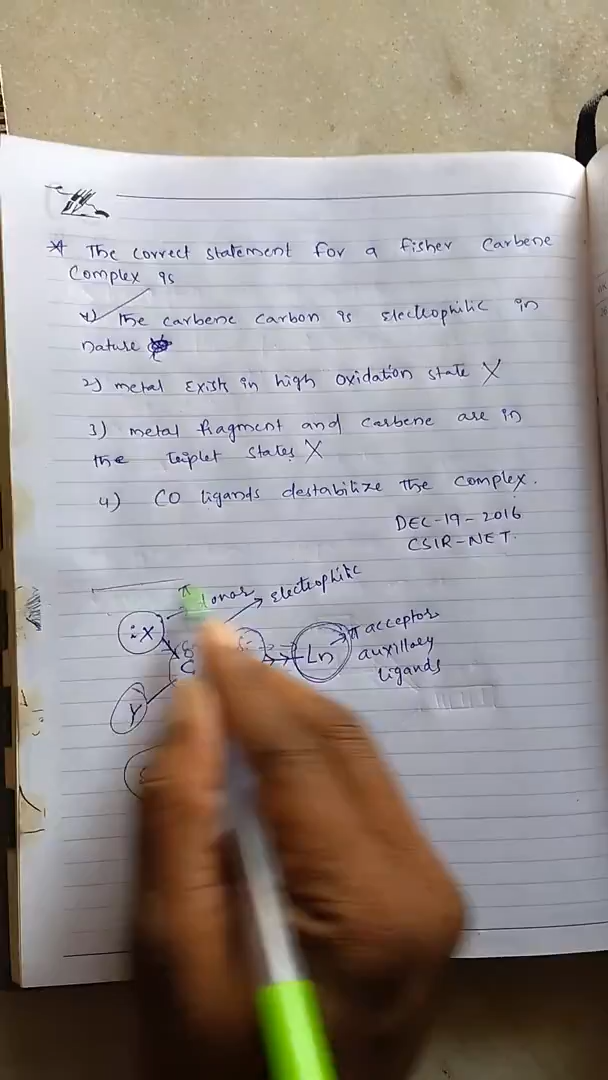 * The correct statement for a fisher carbene
Complex is
1) The carbene carbon is electrophilic in
nature
2) metal exists in high oxidation state X
3) metal fragment and carbene are in
the triplet states X
4) CO ligands destabilize the complex.
DEC-19-2016
CSIR-NET.
π donor
electrophilic
:X
Ln
π acceptor
auxillary
ligands
C
Y